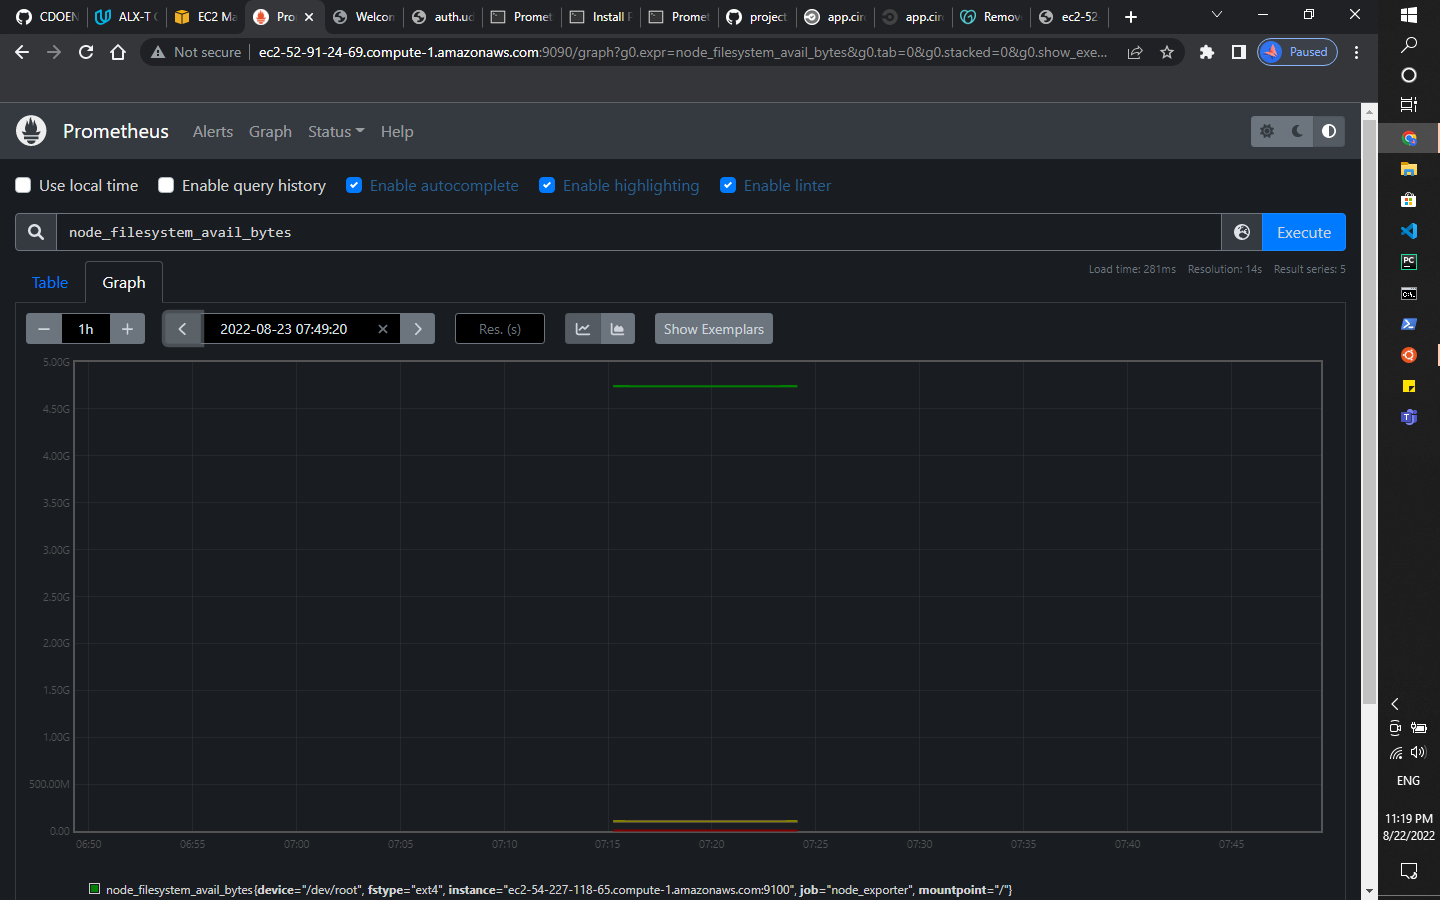 CDOEN
ALX-T C
EC2 Ma
Pro
Welcon
auth.ud
Promet
Install P
Promet
project
app.circ
app.circ
Remov
ec2-52-
Not secure
ec2-52-91-24-69.compute-1.amazonaws.com:9090/graph?g0.expr=node_filesystem_avail_bytes&g0.tab=0&g0.stacked=0&g0.show_exe...
Paused
Prometheus
Alerts
Graph
Status
Help
Use local time
Enable query history
Enable autocomplete
Enable highlighting
Enable linter
node_filesystem_avail_bytes
Execute
Load time: 281ms
Resolution: 14s
Result series: 5
Table
Graph
1h
2022-08-23 07:49:20
Res. (s)
Show Exemplars
5.00G
4.50G
4.00G
3.50G
3.00G
2.50G
2.00G
1.50G
1.00G
500.00M
0.00
06:50
06:55
07:00
07:05
07:10
07:15
07:20
07:25
07:30
07:35
07:40
07:45
node_filesystem_avail_bytes{device="/dev/root", fstype="ext4", instance="ec2-54-227-118-65.compute-1.amazonaws.com:9100", job="node_exporter", mountpoint="/"}
PC
ENG
11:19 PM
8/22/2022